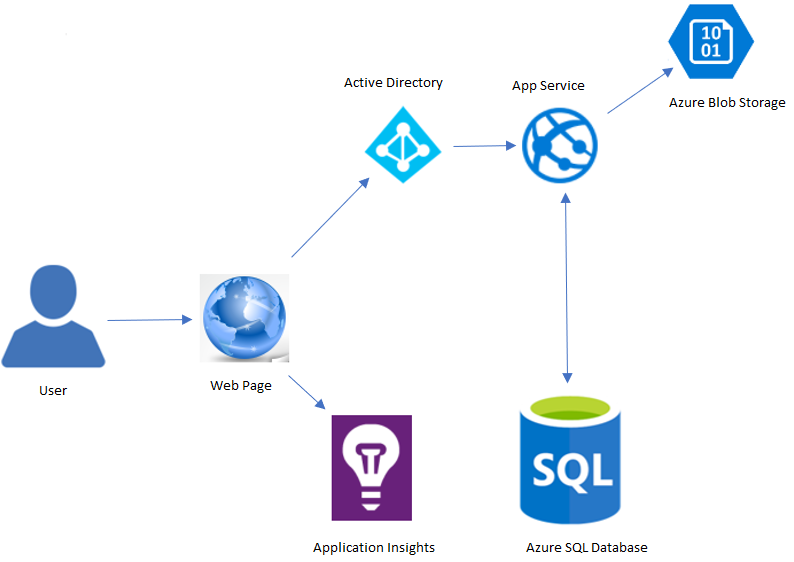 10
01
Azure Blob Storage
Active Directory
App Service
User
Web Page
SQL
Application Insights
Azure SQL Database